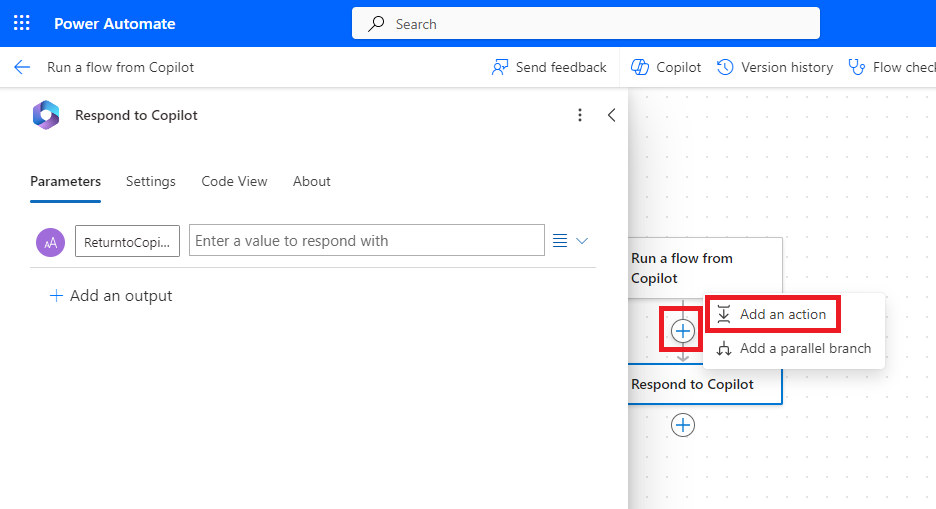 Power Automate
Search
Run a flow from Copilot
Send feedback
Copilot
Version history
Flow chec
Respond to Copilot
Parameters
Settings
Code View
About
AA
ReturntoCopi...
Enter a value to respond with
Add an output
Run a flow from
Copilot
Add an action
Add a parallel branch
Respond to Copilot